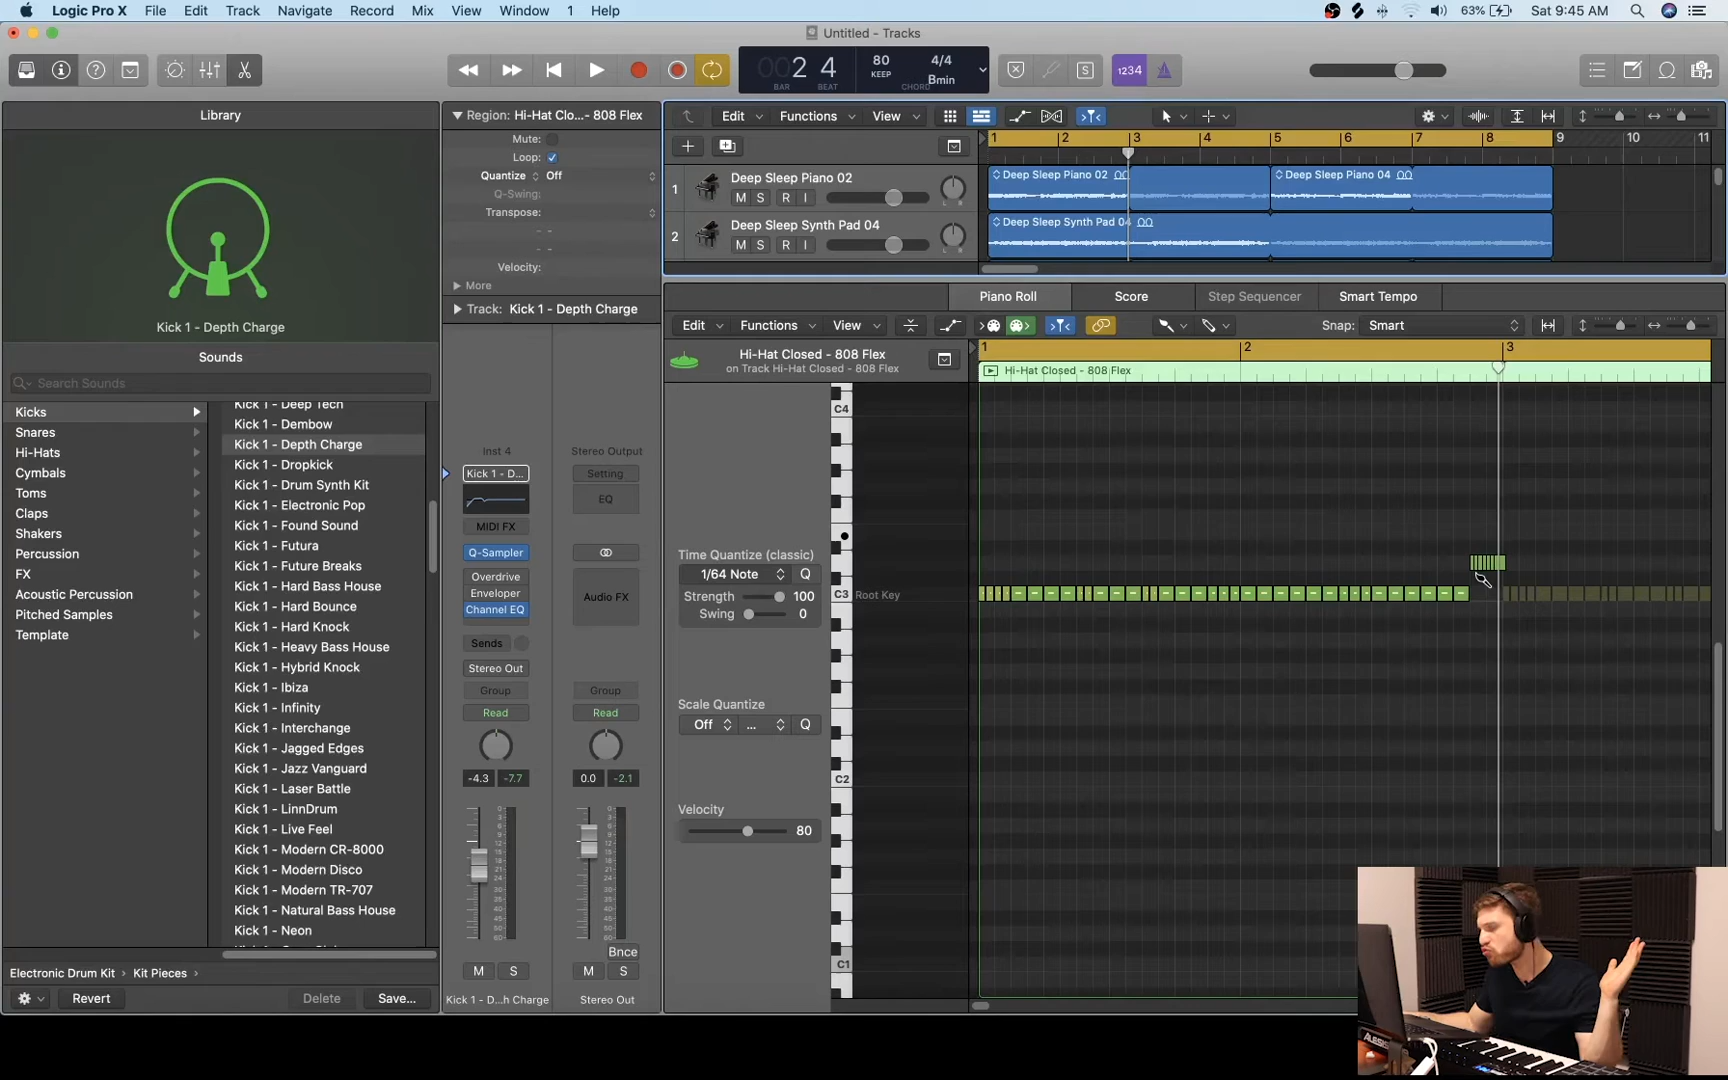 Logic Pro X File Edit Track Navigate Record Mix View Window 1 Help 63% Sat 9:45 AM
Untitled - Tracks
002 4 80 4/4
KEEP Bmin
BAR BEAT CHORD
1234
Library
Kick 1 - Depth Charge
Sounds
Search Sounds
Kicks
Snares
Hi-Hats
Cymbals
Toms
Claps
Shakers
Percussion
FX
Acoustic Percussion
Pitched Samples
Template
Kick 1 - Deep Tech
Kick 1 - Dembow
Kick 1 - Depth Charge
Kick 1 - Dropkick
Kick 1 - Drum Synth Kit
Kick 1 - Electronic Pop
Kick 1 - Found Sound
Kick 1 - Futura
Kick 1 - Future Breaks
Kick 1 - Hard Bass House
Kick 1 - Hard Bounce
Kick 1 - Hard Knock
Kick 1 - Heavy Bass House
Kick 1 - Hybrid Knock
Kick 1 - Ibiza
Kick 1 - Infinity
Kick 1 - Interchange
Kick 1 - Jagged Edges
Kick 1 - Jazz Vanguard
Kick 1 - Laser Battle
Kick 1 - LinnDrum
Kick 1 - Live Feel
Kick 1 - Modern CR-8000
Kick 1 - Modern Disco
Kick 1 - Modern TR-707
Kick 1 - Natural Bass House
Kick 1 - Neon
Electronic Drum Kit Kit Pieces
Revert Delete Save...
Region: Hi-Hat Clo...- 808 Flex
Mute:
Loop:
Quantize Off
Q-Swing:
Transpose:
Velocity:
More
Track: Kick 1 - Depth Charge
Inst 4 Stereo Output
Kick 1 - D... Setting
EQ
MIDI FX
Q-Sampler
Overdrive
Enveloper Audio FX
Channel EQ
Sends
Stereo Out
Group Group
Read Read
-4.3 -7.7 0.0 -2.1
Bnce
M S M S
Kick 1 - D...h Charge Stereo Out
Edit Functions View
1 2 3 4 5 6 7 8 9 10 11
1 Deep Sleep Piano 02
M S R I
2 Deep Sleep Synth Pad 04
M S R I
Deep Sleep Piano 02 Deep Sleep Piano 04
Deep Sleep Synth Pad 04
Piano Roll Score Step Sequencer Smart Tempo
Edit Functions View Snap: Smart
Hi-Hat Closed - 808 Flex
on Track Hi-Hat Closed - 808 Flex
1 2 3
Hi-Hat Closed - 808 Flex
Time Quantize (classic)
1/64 Note Q
Strength 100
Swing 0
Scale Quantize
Off ... Q
Velocity
80
C4
C3 Root Key
C2
C1
ALESIS